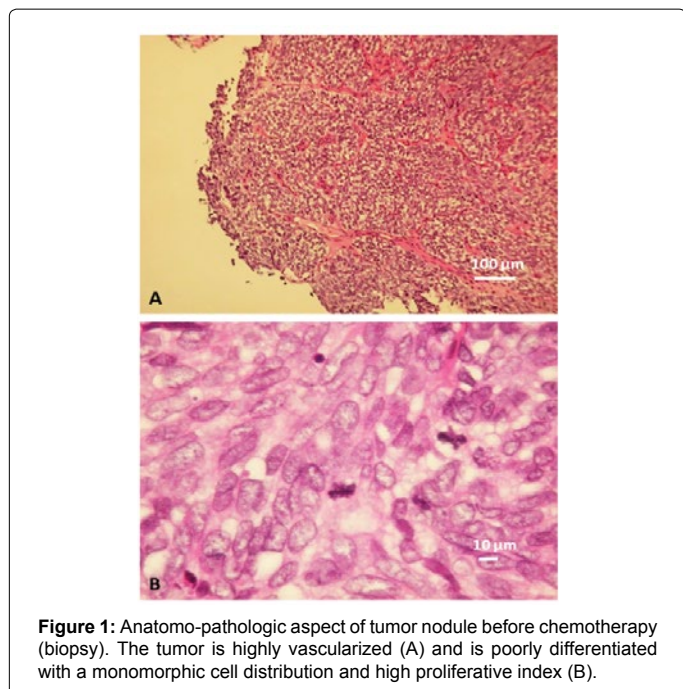 100 µm
A
10 µm
B
Figure 1: Anatomo-pathologic aspect of tumor nodule before chemotherapy
(biopsy). The tumor is highly vascularized (A) and is poorly differentiated
with a monomorphic cell distribution and high proliferative index (B).